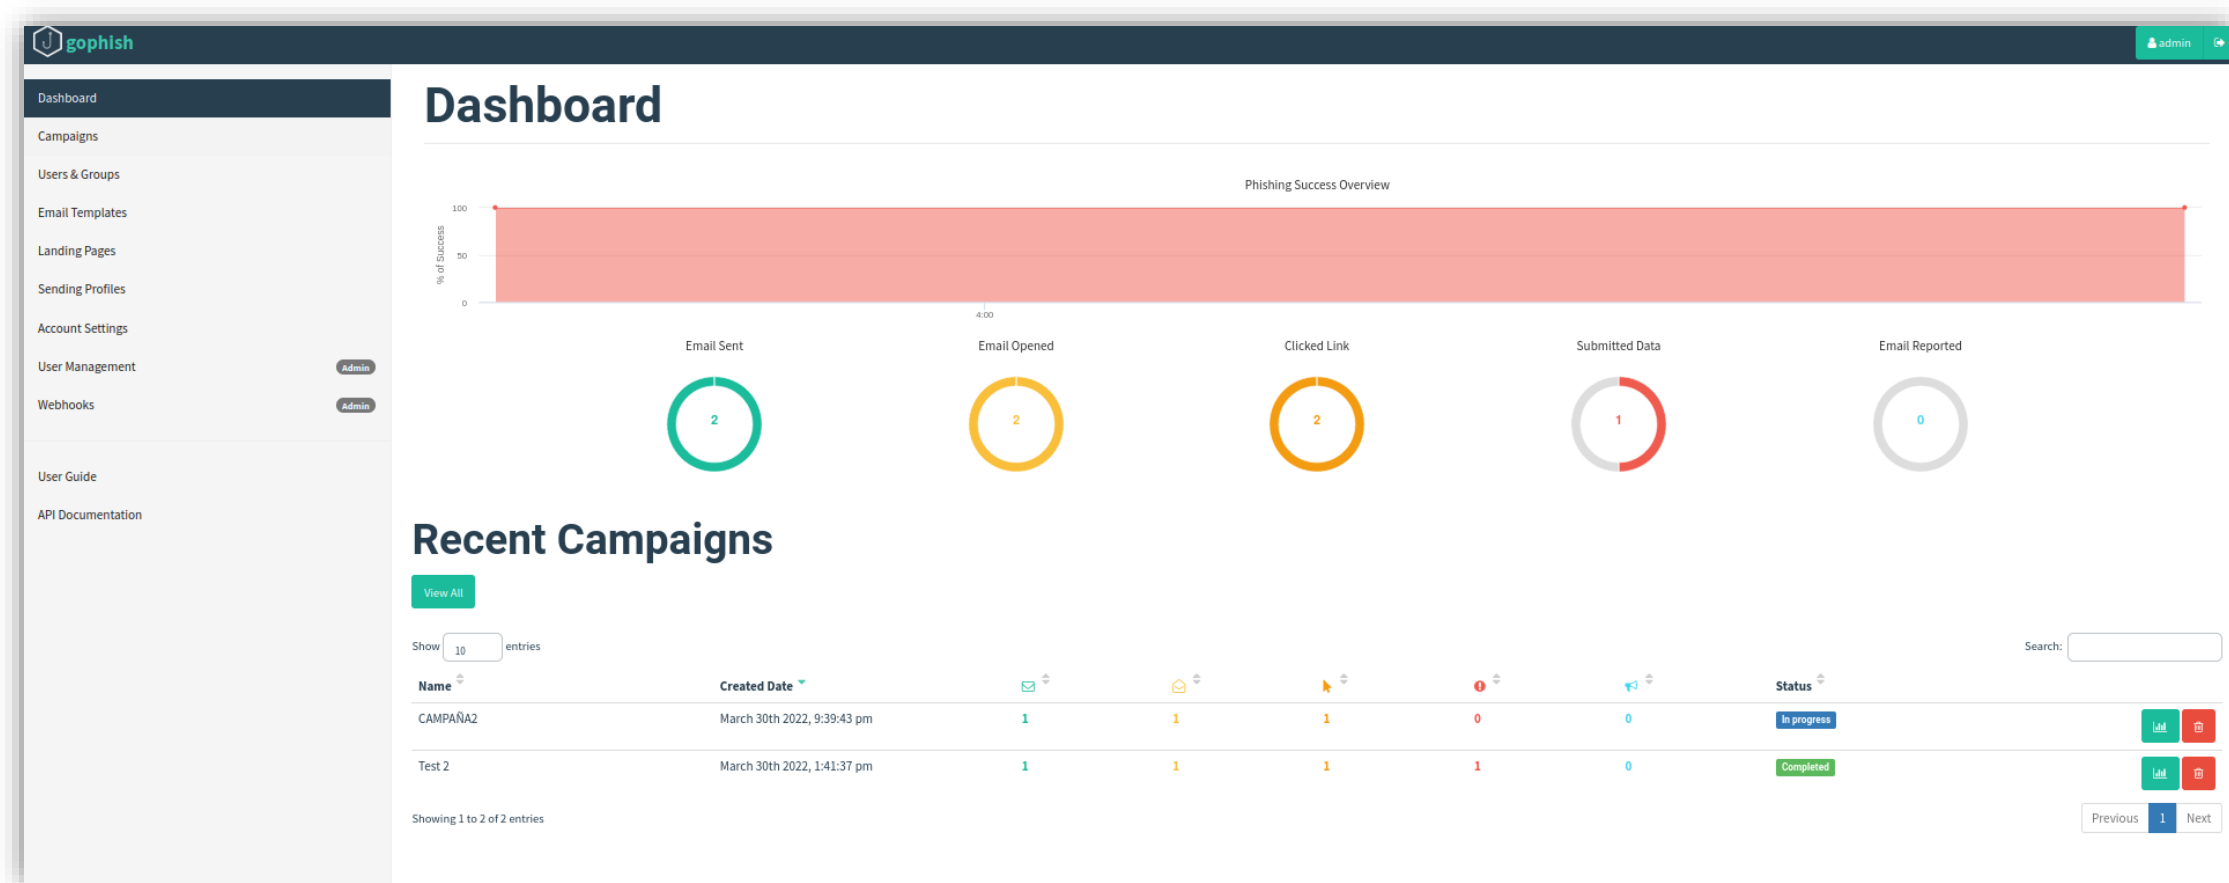 gophish
admin
Dashboard
Campaigns
Users & Groups
Email Templates
Landing Pages
Sending Profiles
Account Settings
User Management Admin
Webhooks Admin
User Guide
API Documentation
Dashboard
Phishing Success Overview
% of Success
100
50
0
4:00
Email Sent Email Opened Clicked Link Submitted Data Email Reported
2 2 2 1 0
Recent Campaigns
View All
Show 10 entries
Search:
Name Created Date Status
CAMPAÑA2 March 30th 2022, 9:39:43 pm 1 1 1 0 0 In progress
Test 2 March 30th 2022, 1:41:37 pm 1 1 1 1 0 Completed
Showing 1 to 2 of 2 entries
Previous 1 Next